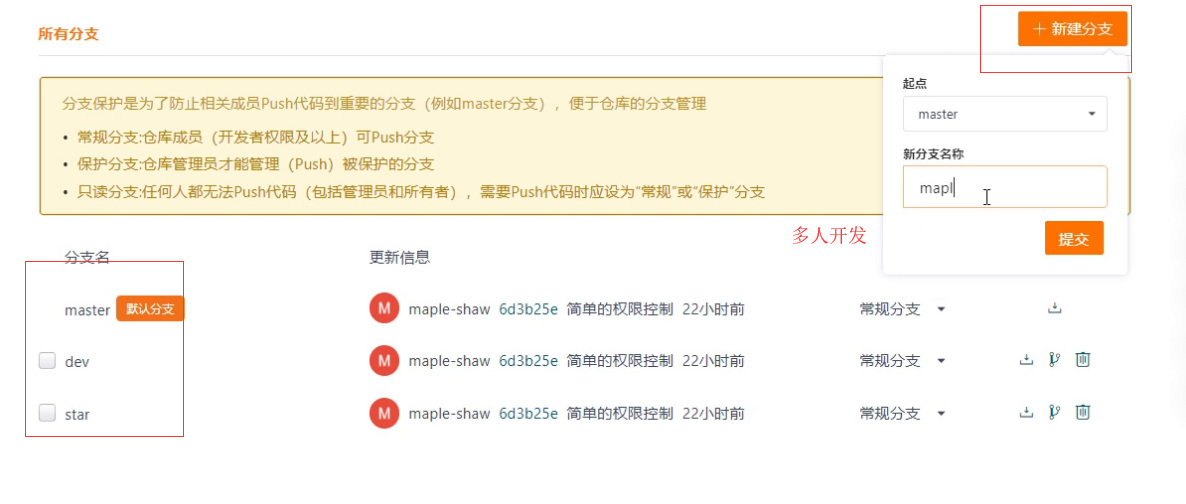 所有分支
+ 新建分支
分支保护是为了防止相关成员Push代码到重要的分支（例如master分支），便于仓库的分支管理
• 常规分支:仓库成员（开发者权限及以上）可Push分支
• 保护分支:仓库管理员才能管理（Push）被保护的分支
• 只读分支:任何人都无法Push代码（包括管理员和所有者），需要Push代码时应设为“常规”或“保护”分支
起点
master
新分支名称
mapl
提交
多人开发
分支名 更新信息
master 默认分支 M maple-shaw 6d3b25e 简单的权限控制 22小时前 常规分支
dev M maple-shaw 6d3b25e 简单的权限控制 22小时前 常规分支
star M maple-shaw 6d3b25e 简单的权限控制 22小时前 常规分支